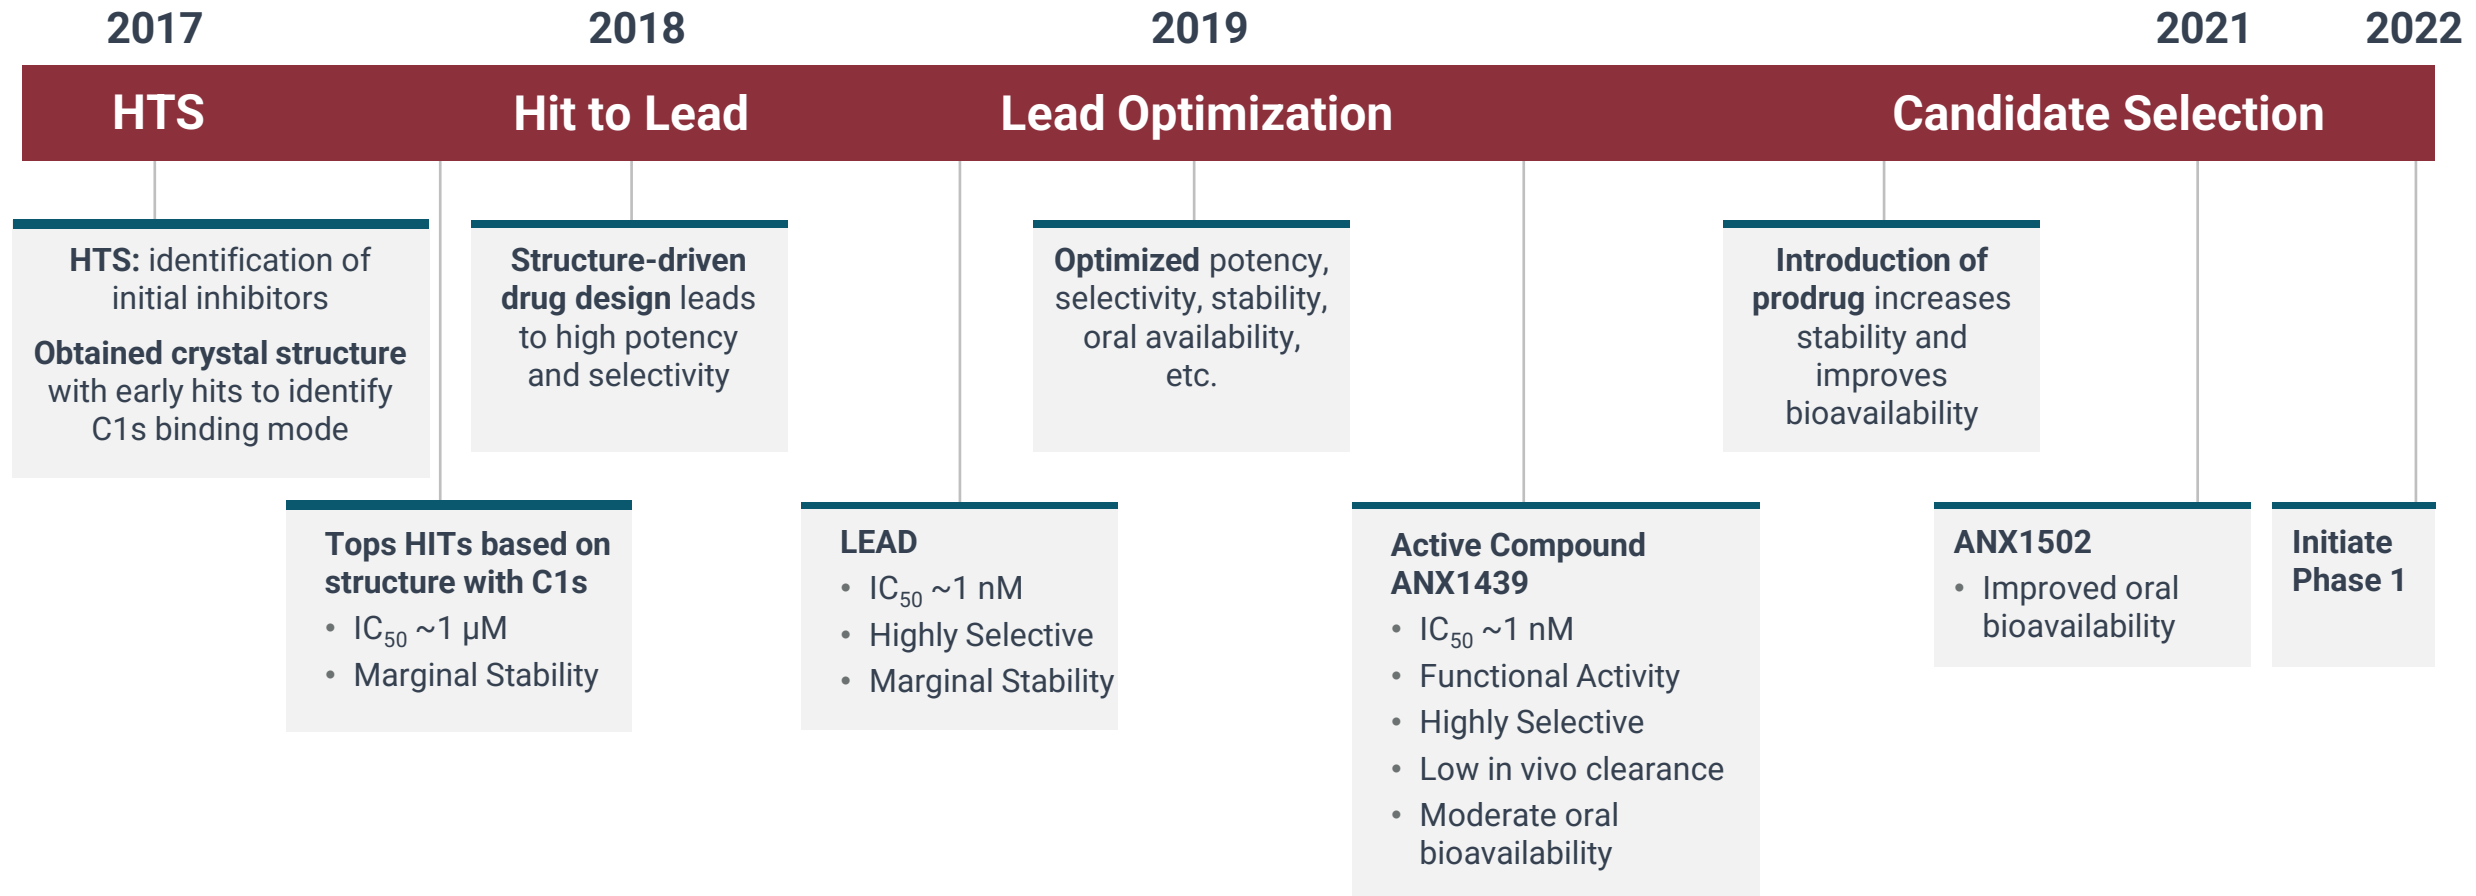 2017
2018
2019
2021
2022
HTS
Hit to Lead
Lead Optimization
Candidate Selection
HTS: identification of
initial inhibitors
Obtained crystal structure
with early hits to identify
C1s binding mode
Structure-driven
drug design leads
to high potency
and selectivity
Optimized potency,
selectivity, stability,
oral availability,
etc.
Introduction of
prodrug increases
stability and
improves
bioavailability
Tops HITs based on
structure with C1s
• IC₅₀ ~1 µM
• Marginal Stability
LEAD
• IC₅₀ ~1 nM
• Highly Selective
• Marginal Stability
Active Compound
ANX1439
• IC₅₀ ~1 nM
• Functional Activity
• Highly Selective
• Low in vivo clearance
• Moderate oral
bioavailability
ANX1502
• Improved oral
bioavailability
Initiate
Phase 1